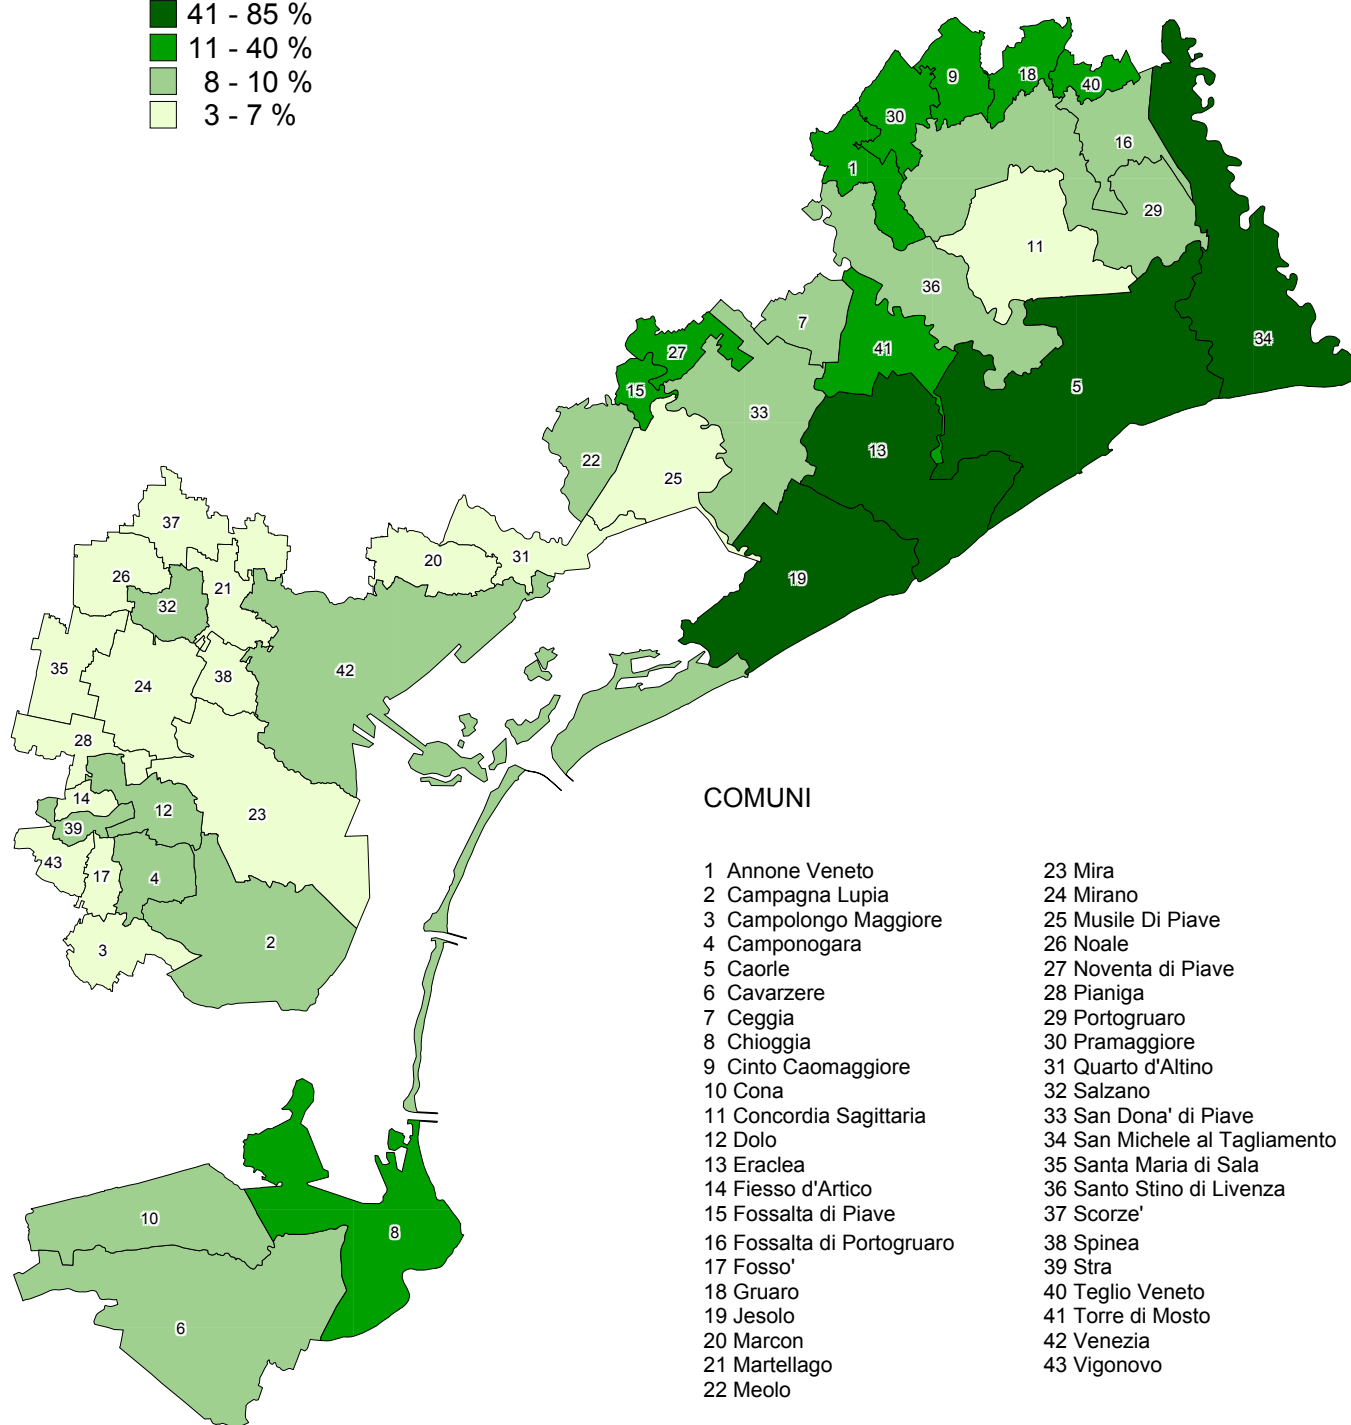 41 - 85 %
11 - 40 %
8 - 10 %
3 - 7 %
9
18
40
30
16
1
29
11
36
7
34
27
41
15
5
33
13
22
25
37
20
31
26
21
19
32
35
42
38
24
28
14
12
23
39
43
17
4
2
3
10
8
6
COMUNI
1 Annone Veneto
2 Campagna Lupia
3 Campolongo Maggiore
4 Camponogara
5 Caorle
6 Cavarzere
7 Ceggia
8 Chioggia
9 Cinto Caomaggiore
10 Cona
11 Concordia Sagittaria
12 Dolo
13 Eraclea
14 Fiesso d'Artico
15 Fossalta di Piave
16 Fossalta di Portogruaro
17 Fosso'
18 Gruaro
19 Jesolo
20 Marcon
21 Martellago
22 Meolo
23 Mira
24 Mirano
25 Musile Di Piave
26 Noale
27 Noventa di Piave
28 Pianiga
29 Portogruaro
30 Pramaggiore
31 Quarto d'Altino
32 Salzano
33 San Dona' di Piave
34 San Michele al Tagliamento
35 Santa Maria di Sala
36 Santo Stino di Livenza
37 Scorze'
38 Spinea
39 Stra
40 Teglio Veneto
41 Torre di Mosto
42 Venezia
43 Vigonovo